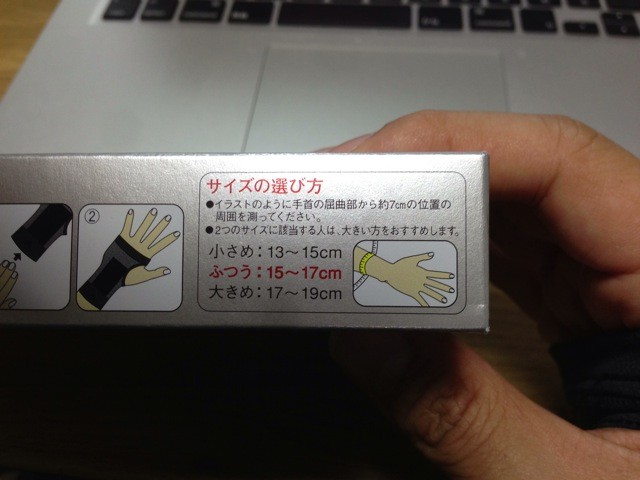 サイズの選び方
●イラストのように手首の屈曲部から約7cmの位置の
周囲を測ってください。
●2つのサイズに該当する人は、大きい方をおすすめします。
小さめ：13～15cm
ふつう：15～17cm
大きめ：17～19cm
②